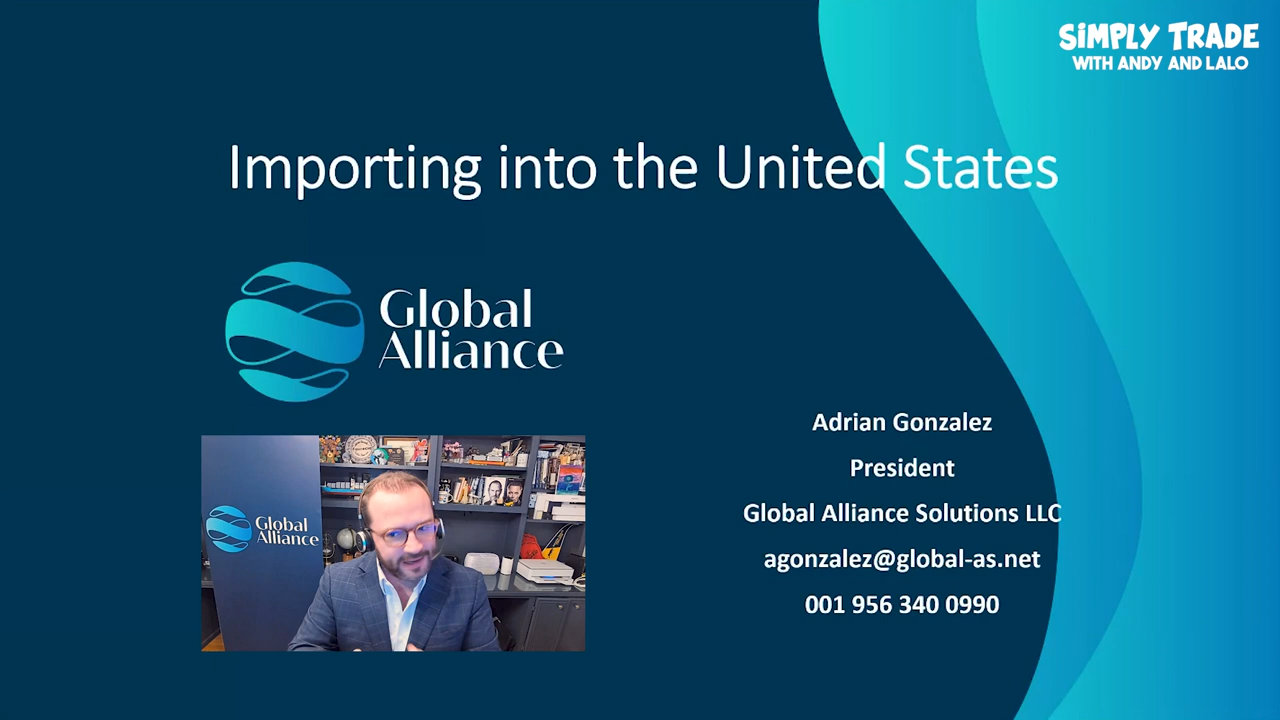 SIMPLY TRADE
WITH ANDY AND LALO
Importing into the United States
Global
Alliance
Adrian Gonzalez
President
Global Alliance Solutions LLC
agonzalez@global-as.net
001 956 340 0990
Global
Alliance